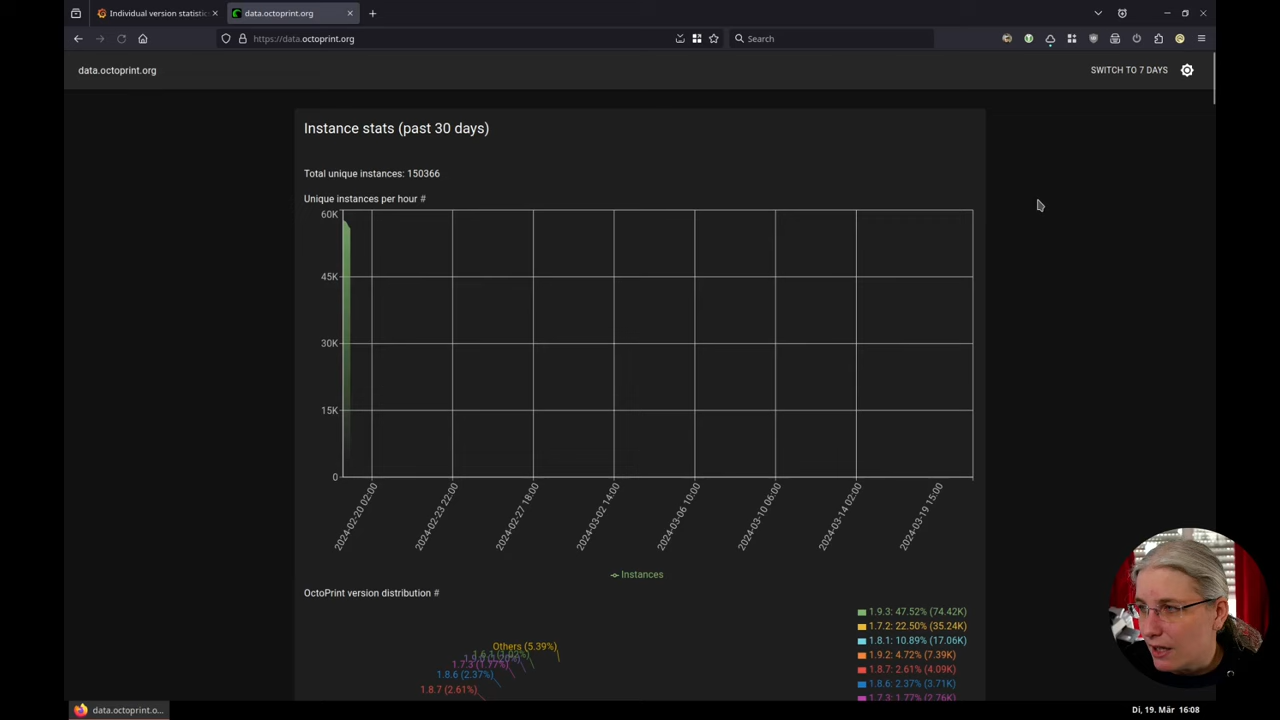 Individual version statistic
data.octoprint.org
https://data.octoprint.org
Search
data.octoprint.org
SWITCH TO 7 DAYS
Instance stats (past 30 days)
Total unique instances: 150366
Unique instances per hour #
60K
45K
30K
15K
0
2024-02-20 02:00
2024-02-23 22:00
2024-02-27 18:00
2024-03-02 14:00
2024-03-06 10:00
2024-03-10 06:00
2024-03-14 02:00
2024-03-19 15:00
Instances
OctoPrint version distribution #
Others (5.39%)
1.7.3 (1.77%)
1.8.6 (2.37%)
1.8.7 (2.61%)
1.9.3: 47.52% (74.42K)
1.7.2: 22.50% (35.24K)
1.8.1: 10.89% (17.06K)
1.9.2: 4.72% (7.39K)
1.8.7: 2.61% (4.09K)
1.8.6: 2.37% (3.71K)
1.7.3: 1.77% (2.76K)
data.octoprint.o...
Di, 19. Mär 16:08